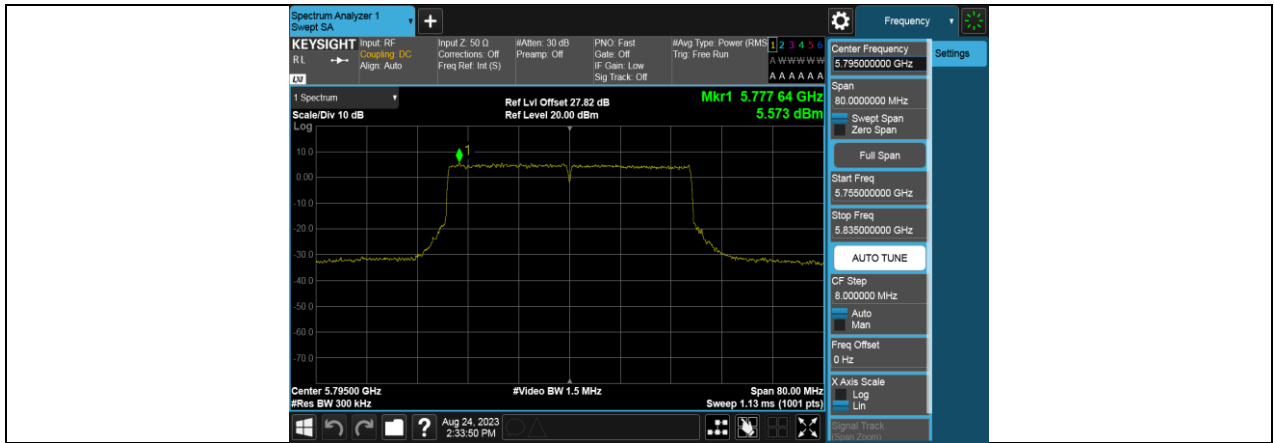 Spectrum Analyzer 1
Swept SA
+
Frequency
KEYSIGHT
RL
LXI
Input: RF
Coupling: DC
Align: Auto
Input Z: 50 Ω
Corrections: Off
Freq Ref: Int (S)
#Atten: 30 dB
Preamp: Off
PNO: Fast
Gate: Off
IF Gain: Low
Sig Track: Off
#Avg Type: Power (RMS
Trig: Free Run
1 2 3 4 5 6
A W W W W W
A A A A A A
Settings
1 Spectrum
Scale/Div 10 dB
Ref Lvl Offset 27.82 dB
Ref Level 20.00 dBm
Mkr1 5.777 64 GHz
5.573 dBm
Log
10.0
0.00
-10.0
-20.0
-30.0
-40.0
-50.0
-60.0
-70.0
1
Center 5.79500 GHz
#Res BW 300 kHz
#Video BW 1.5 MHz
Span 80.00 MHz
Sweep 1.13 ms (1001 pts)
Center Frequency
5.795000000 GHz
Span
80.0000000 MHz
Swept Span
Zero Span
Full Span
Start Freq
5.755000000 GHz
Stop Freq
5.835000000 GHz
AUTO TUNE
CF Step
8.000000 MHz
Auto
Man
Freq Offset
0 Hz
X Axis Scale
Log
Lin
Signal Track
(Span Zoom)
?
Aug 24, 2023
2:33:50 PM